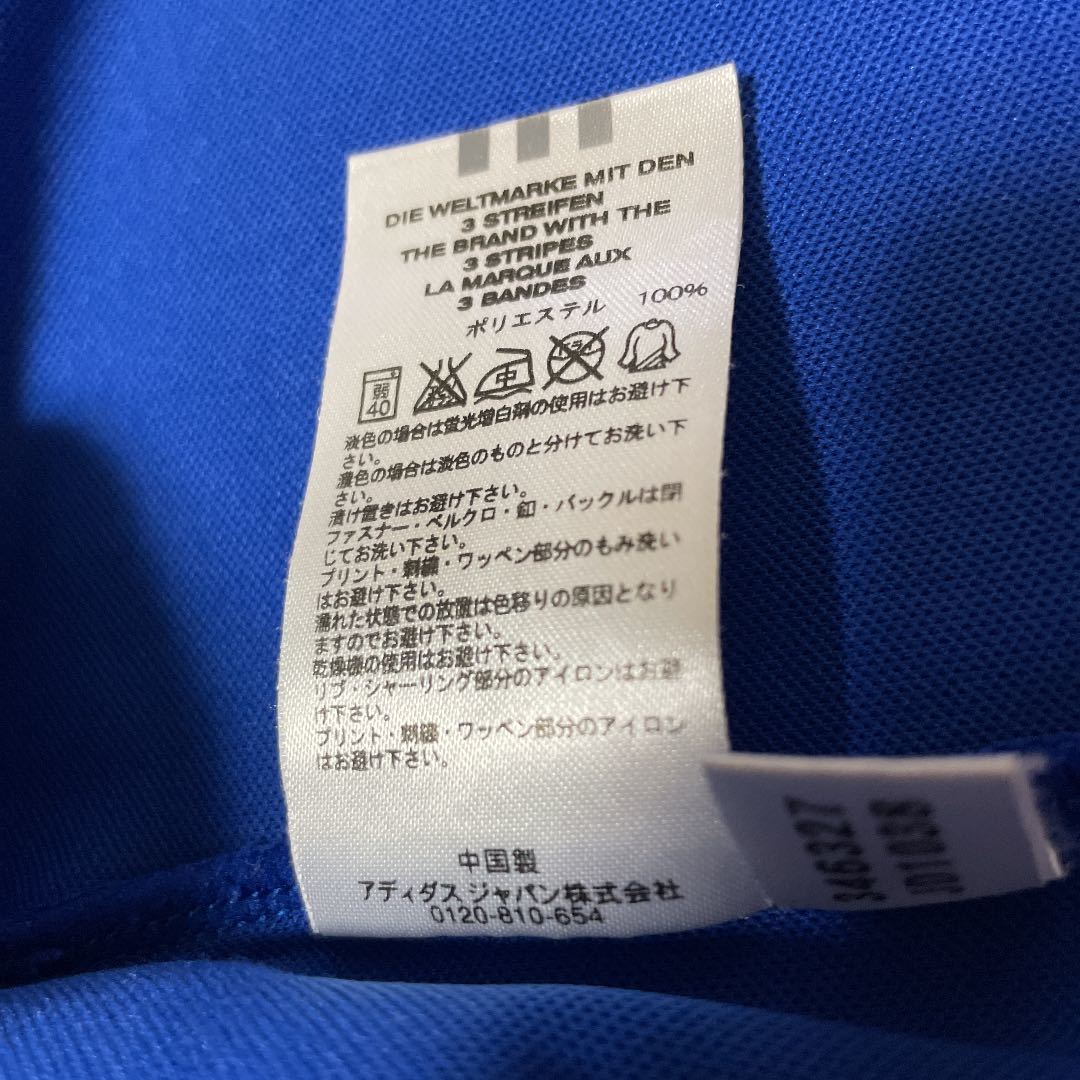 DIE WELTMARKE MIT DEN
3 STREIFEN
THE BRAND WITH THE
3 STRIPES
LA MARQUE AUX
3 BANDES
ポリエステル 100%
弱
40
中
ドライ
淡色の場合は蛍光増白剤の使用はお避け下
さい。
濃色の場合は淡色のものと分けてお洗い下
さい。
漬け置きはお避け下さい。
ファスナー・ベルクロ・釦・バックルは閉
じてお洗い下さい。
プリント・刺繍・ワッペン部分のもみ洗い
はお避け下さい。
濡れた状態での放置は色移りの原因となり
ますのでお避け下さい。
乾燥機の使用はお避け下さい。
リブ・シャーリング部分のアイロンはお避
け下さい。
プリント・刺繍・ワッペン部分のアイロン
はお避け下さい。
中国製
アディダス ジャパン株式会社
0120-810-654
346327